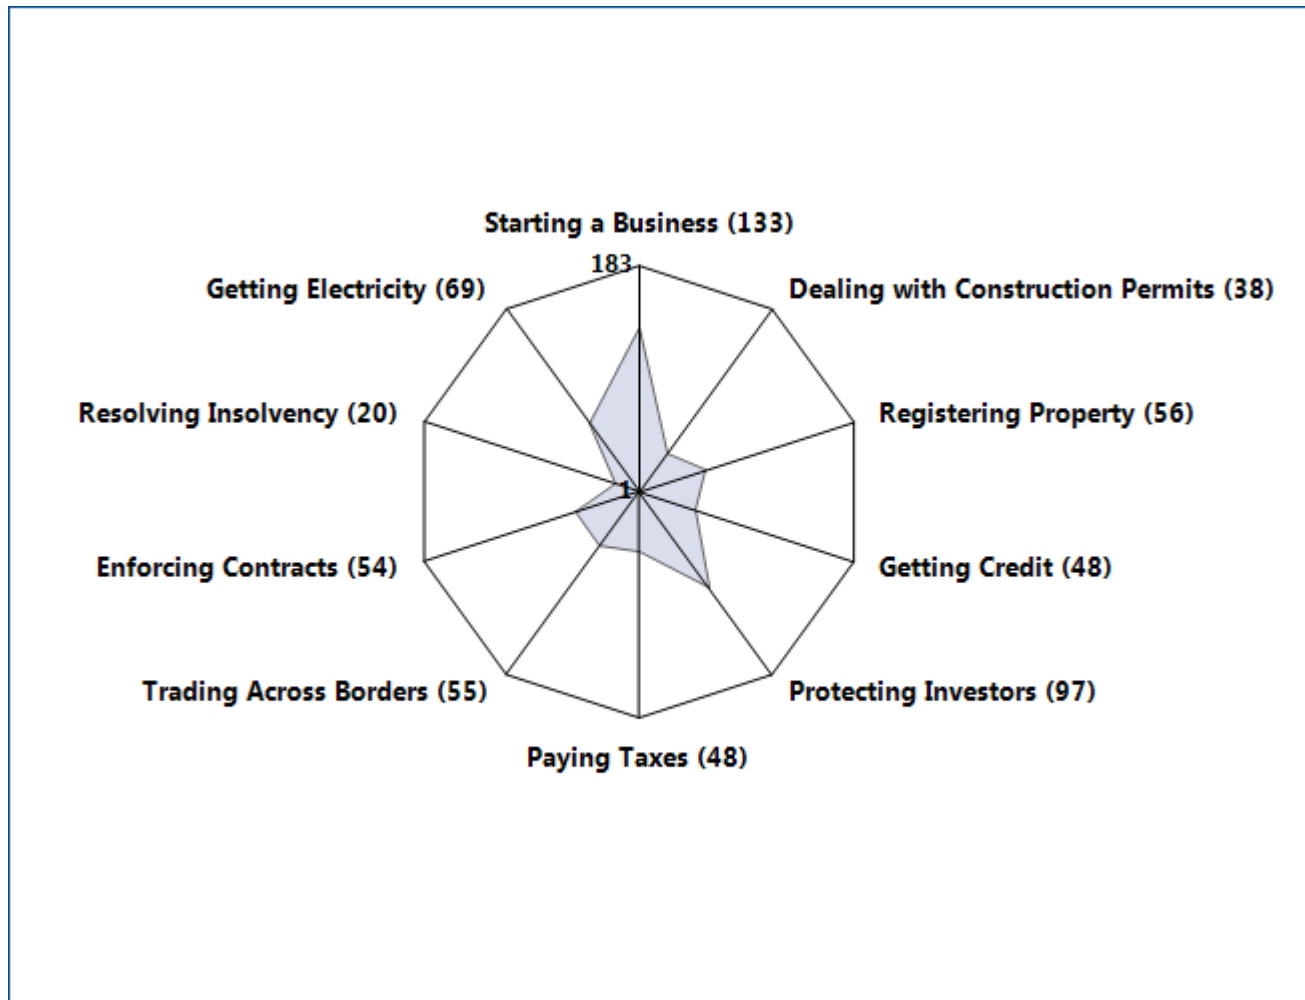 Starting a Business (133)
183
Getting Electricity (69)
Dealing with Construction Permits (38)
Resolving Insolvency (20)
Registering Property (56)
1
Enforcing Contracts (54)
Getting Credit (48)
Trading Across Borders (55)
Protecting Investors (97)
Paying Taxes (48)